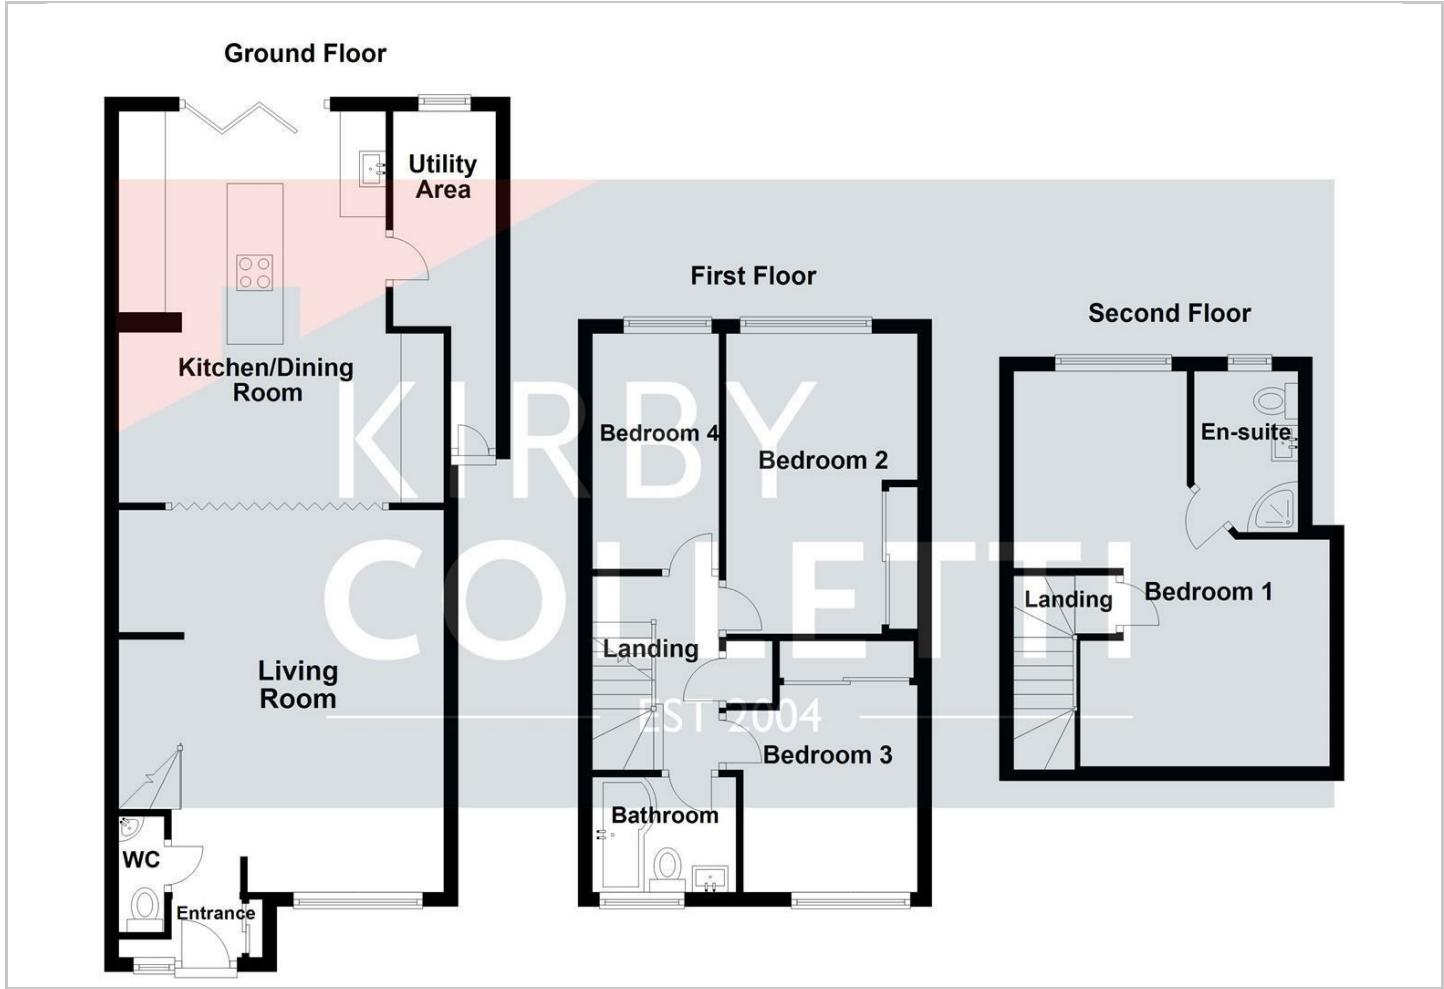 Ground Floor
Utility
Area
Kitchen/Dining
Room
Living
Room
WC
Entrance
First Floor
Bedroom 4
Bedroom 2
Landing
Bedroom 3
Bathroom
Second Floor
En-suite
Landing
Bedroom 1
KIRBY
COLLETTI
EST 2004